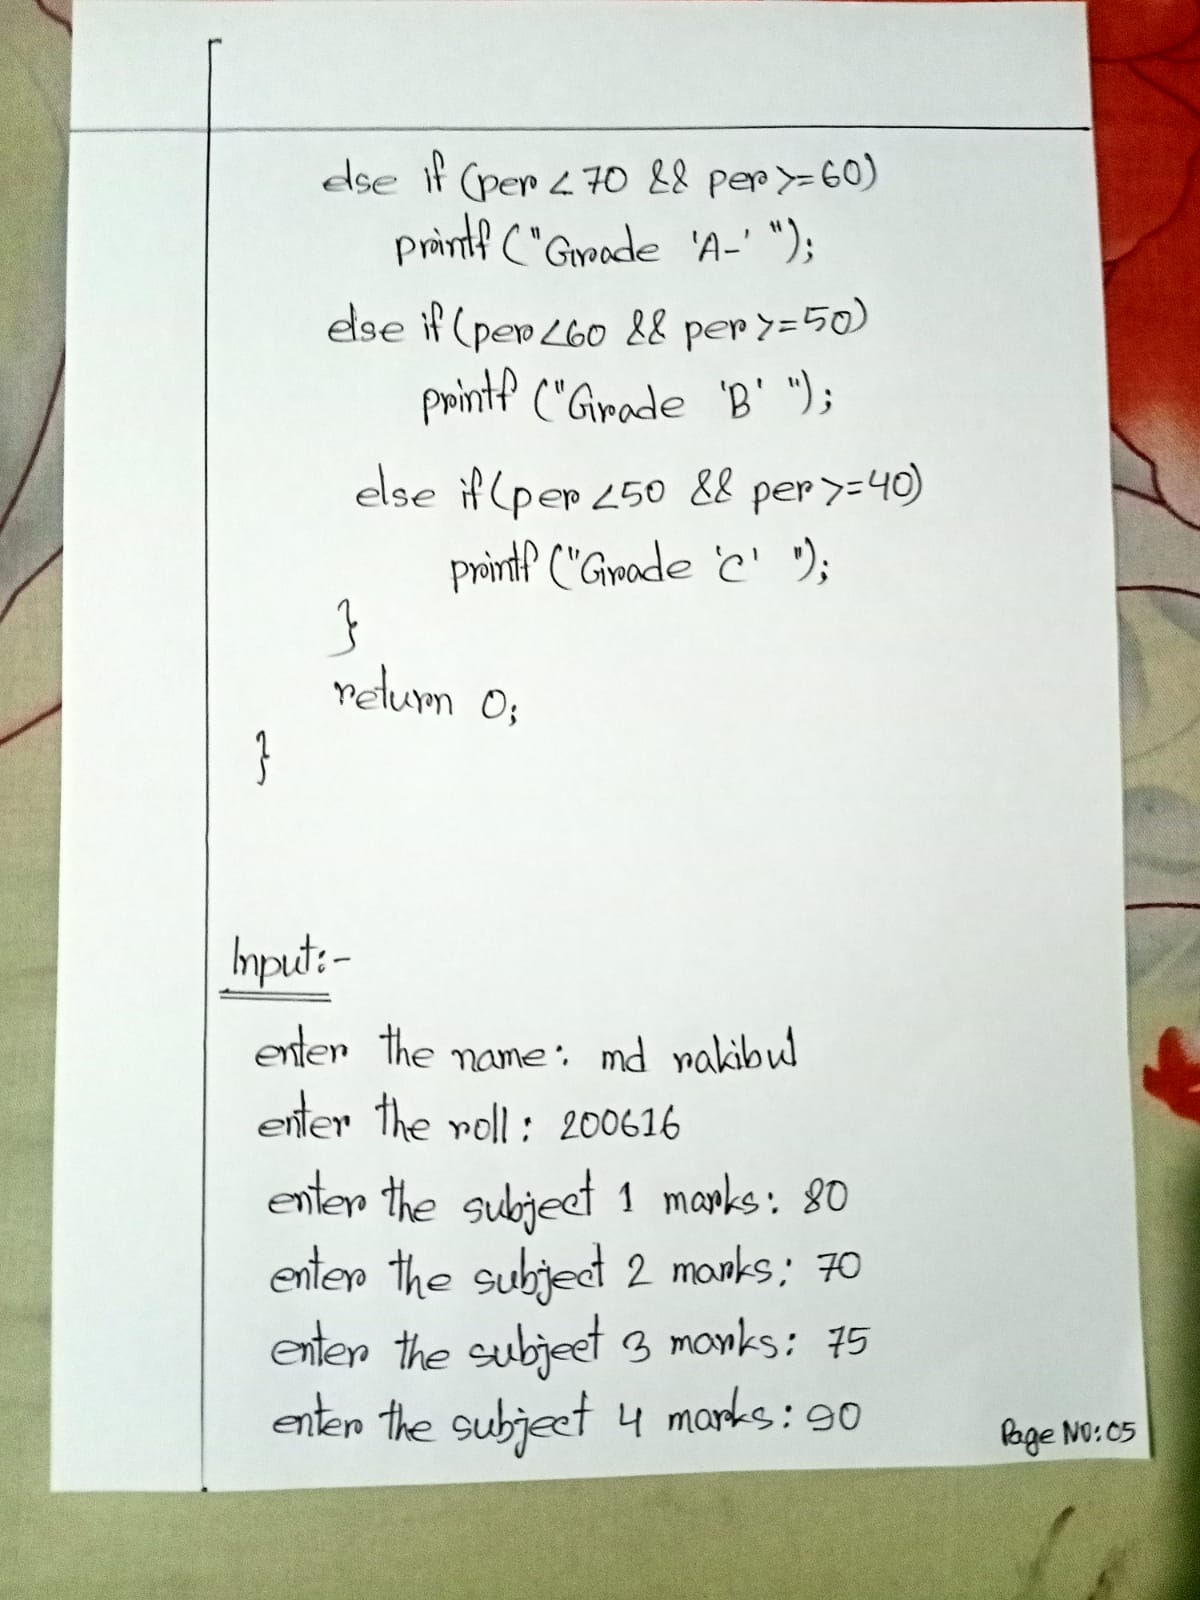 else if (per < 70 && per >= 60)
printf ("Grade 'A-' ");
else if (per < 60 && per >= 50)
printf ("Grade 'B' ");
else if (per < 50 && per >= 40)
printf ("Grade 'C' ");
}
return 0;
}
Input:-
enter the name: md rakibul
enter the roll: 200616
enter the subject 1 marks: 80
enter the subject 2 marks: 70
enter the subject 3 marks: 75
enter the subject 4 marks: 90
Page No: 05